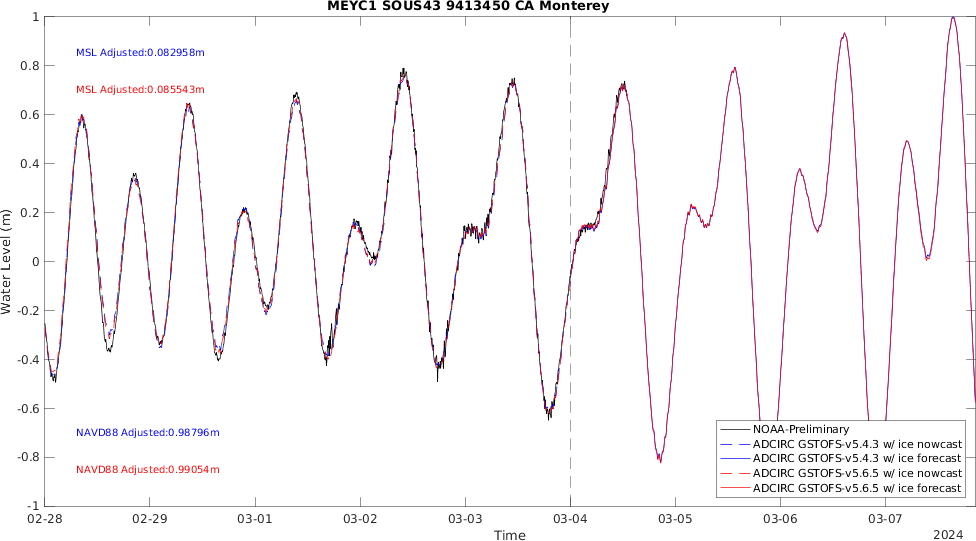 MEYC1 SOUS43 9413450 CA Monterey
Water Level (m)
1
0.8
0.6
0.4
0.2
0
-0.2
-0.4
-0.6
-0.8
-1
MSL Adjusted:0.082958m
MSL Adjusted:0.085543m
NAVD88 Adjusted:0.98796m
NAVD88 Adjusted:0.99054m
NOAA-Preliminary
ADCIRC GSTOFS-v5.4.3 w/ ice nowcast
ADCIRC GSTOFS-v5.4.3 w/ ice forecast
ADCIRC GSTOFS-v5.6.5 w/ ice nowcast
ADCIRC GSTOFS-v5.6.5 w/ ice forecast
02-28 02-29 03-01 03-02 03-03 03-04 03-05 03-06 03-07
Time
2024